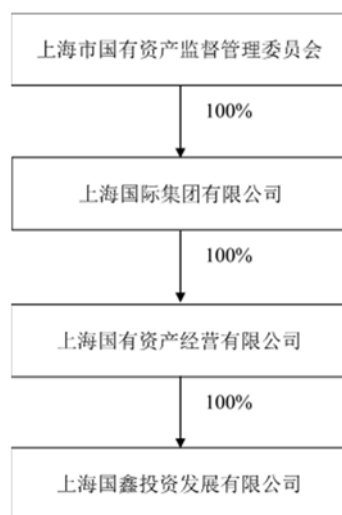 上海市国有资产监督管理委员会
100%
上海国际集团有限公司
100%
上海国有资产经营有限公司
100%
上海国鑫投资发展有限公司